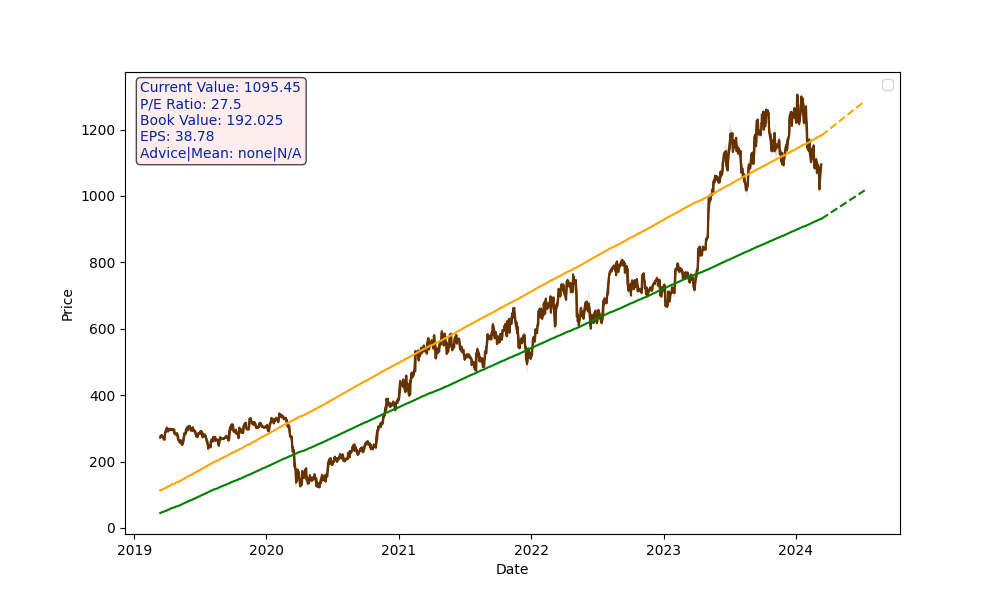 Current Value: 1095.45
P/E Ratio: 27.5
Book Value: 192.025
EPS: 38.78
Advice|Mean: none|N/A
1200
1000
800
600
400
200
0
Price
2019 2020 2021 2022 2023 2024
Date